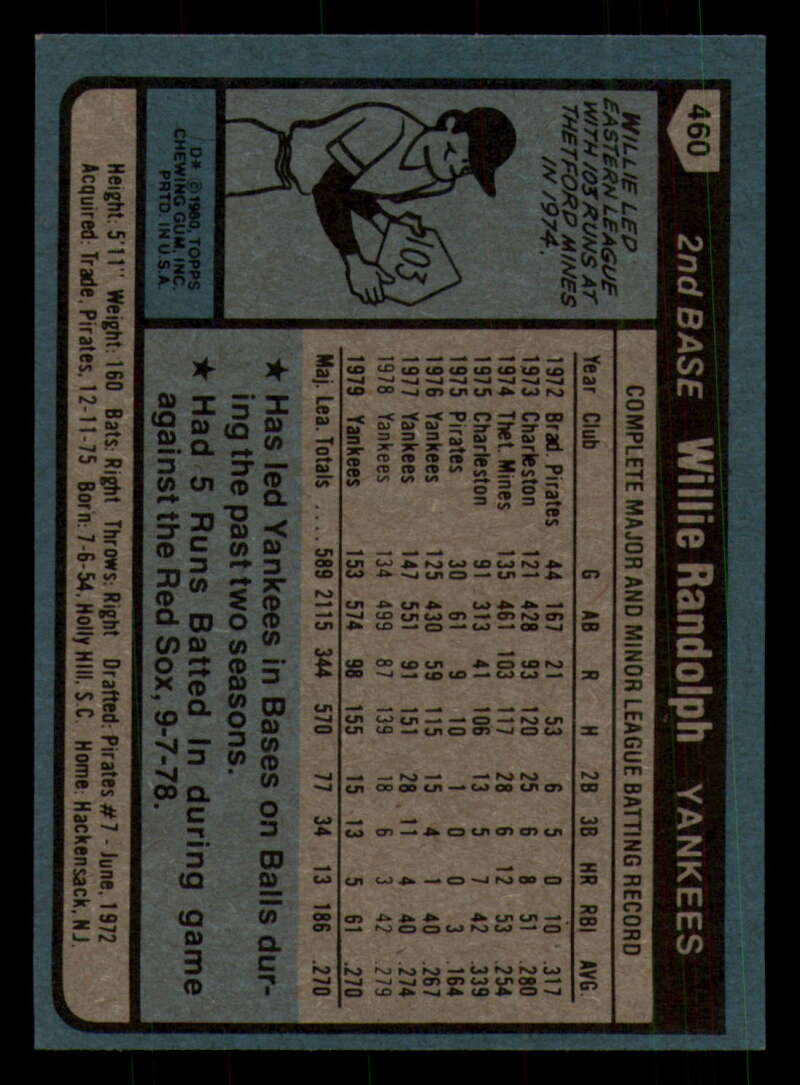 460 2nd BASE Willie Randolph YANKEES
WILLIE LED
EASTERN LEAGUE
WITH 103 RUNS AT
THETFORD MINES
IN 1974.
103
D* © 1980, TOPPS
CHEWING GUM, INC.
PRTD. IN U.S.A.
COMPLETE MAJOR AND MINOR LEAGUE BATTING RECORD
Year Club G AB R H 2B 3B HR RBI AVG.
1972 Brad. Pirates 44 167 21 53 6 5 0 10 .317
1973 Charleston 121 428 93 120 25 6 8 51 .280
1974 Thet. Mines 135 461 103 117 28 6 12 53 .254
1975 Charleston 91 313 41 106 13 5 7 42 .339
1975 Pirates 30 61 9 10 1 0 0 3 .164
1976 Yankees 125 430 59 115 15 4 1 40 .267
1977 Yankees 147 551 91 151 28 11 4 40 .274
1978 Yankees 134 499 87 139 18 6 3 42 .279
1979 Yankees 153 574 98 155 15 13 5 61 .270
Maj. Lea. Totals .... 589 2115 344 570 77 34 13 186 .270
★ Has led Yankees in Bases on Balls dur-
ing the past two seasons.
★ Had 5 Runs Batted In during game
against the Red Sox, 9-7-78.
Height: 5'11" Weight: 160 Bats: Right Throws: Right Drafted: Pirates #7 - June, 1972
Acquired: Trade, Pirates, 12-11-75 Born: 7-6-54, Holly Hill, S.C. Home: Hackensack, N.J.